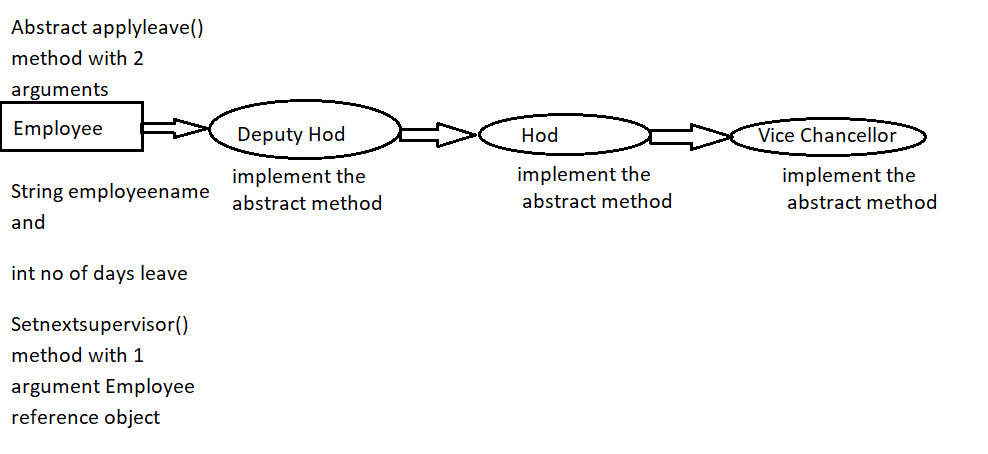 Abstract applyleave()
method with 2
arguments
Employee
Deputy Hod
Hod
Vice Chancellor
implement the
abstract method
implement the
abstract method
implement the
abstract method
String employeename
and
int no of days leave
Setnextsupervisor()
method with 1
argument Employee
reference object